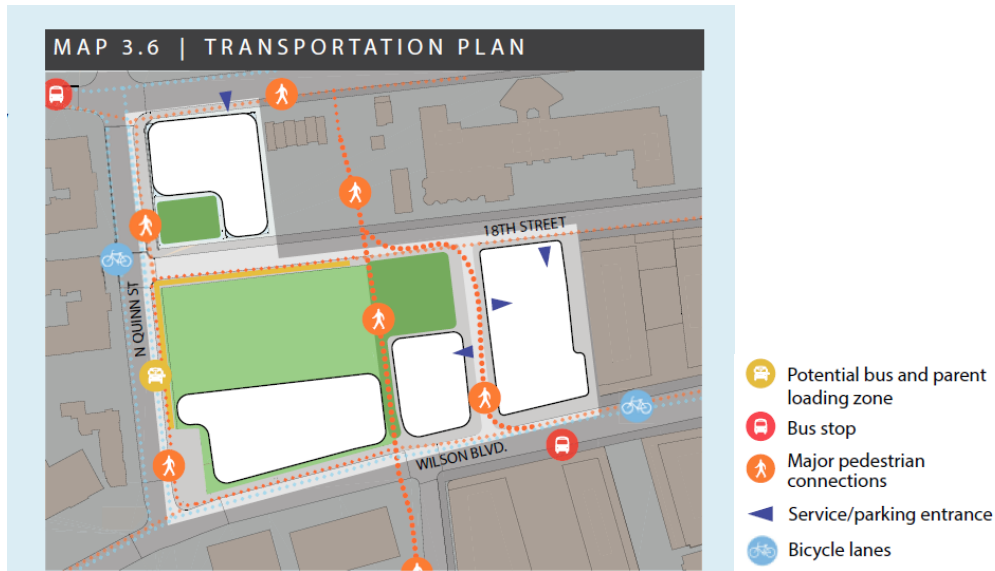 MAP 3.6 | TRANSPORTATION PLAN
18TH STREET
N QUINN ST
WILSON BLVD.
Potential bus and parent
loading zone
Bus stop
Major pedestrian
connections
Service/parking entrance
Bicycle lanes